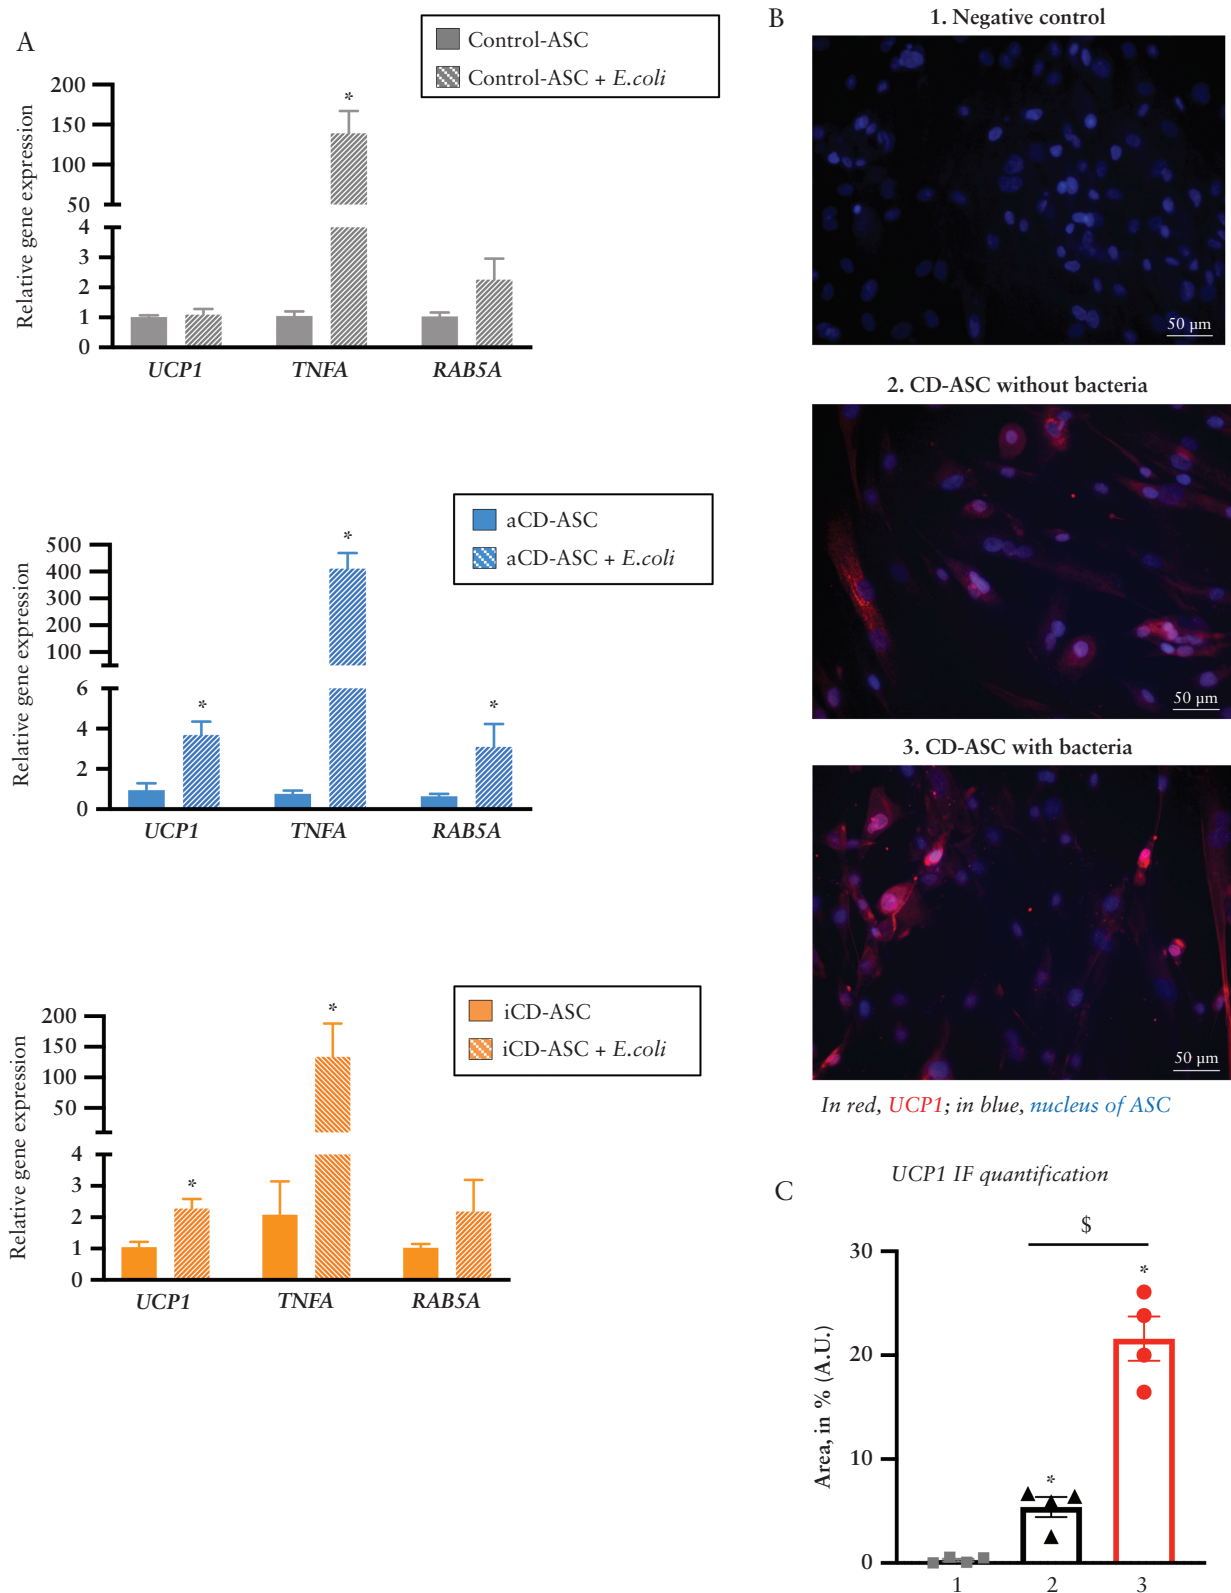 A
Control-ASC
Control-ASC + E.coli
Relative gene expression
200
150
100
50
4
3
2
1
0
UCP1
TNFA
RAB5A
*
aCD-ASC
aCD-ASC + E.coli
Relative gene expression
500
400
300
200
100
6
4
2
0
UCP1
TNFA
RAB5A
*
*
*
iCD-ASC
iCD-ASC + E.coli
Relative gene expression
200
150
100
50
4
3
2
1
0
UCP1
TNFA
RAB5A
*
*
B
1. Negative control
50 µm
2. CD-ASC without bacteria
50 µm
3. CD-ASC with bacteria
50 µm
In red, UCP1; in blue, nucleus of ASC
C
UCP1 IF quantification
$
*
*
Area, in % (A.U.)
30
20
10
0
1
2
3